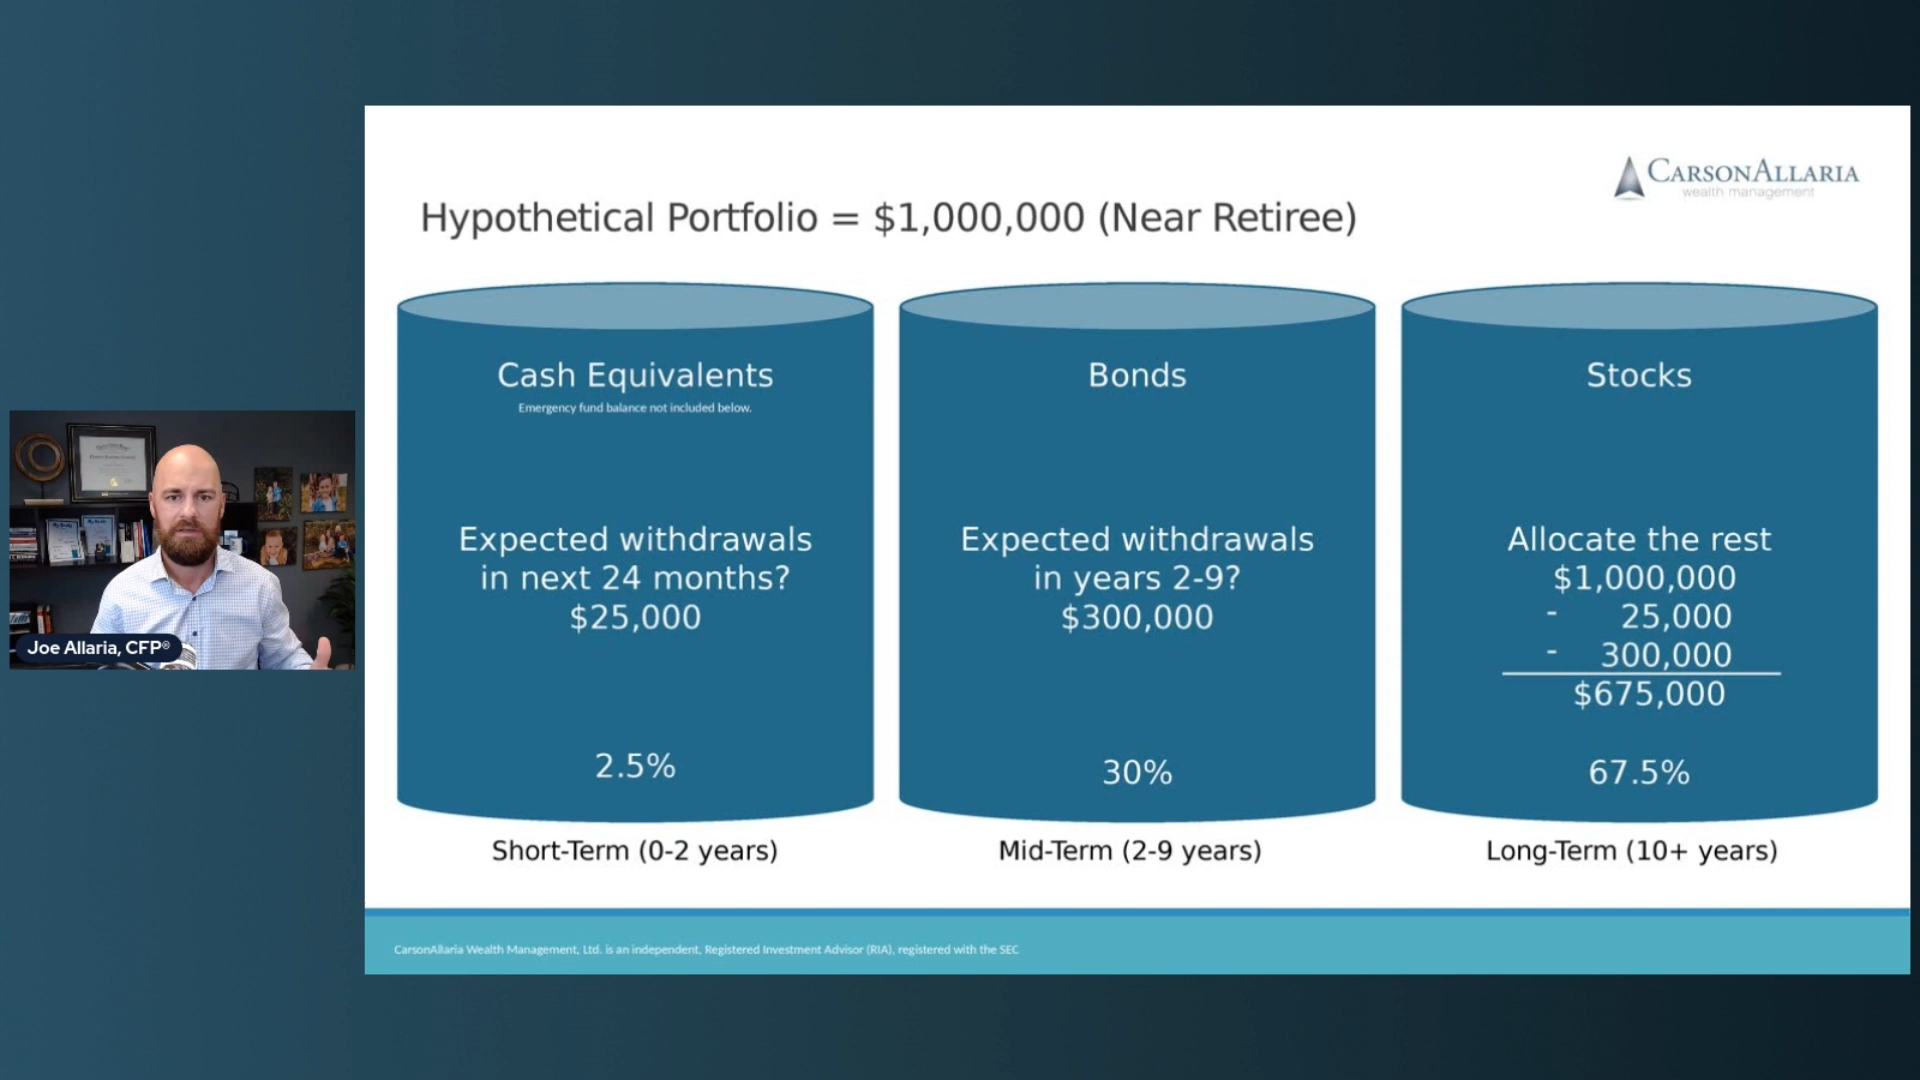 CARSONALLARIA
wealth management
Hypothetical Portfolio = $1,000,000 (Near Retiree)
Cash Equivalents
Emergency fund balance not included below.
Expected withdrawals
in next 24 months?
$25,000
2.5%
Short-Term (0-2 years)
Bonds
Expected withdrawals
in years 2-9?
$300,000
30%
Mid-Term (2-9 years)
Stocks
Allocate the rest
$1,000,000
- 25,000
- 300,000
$675,000
67.5%
Long-Term (10+ years)
Joe Allaria, CFP®
CarsonAllaria Wealth Management, Ltd. is an independent, Registered Investment Advisor (RIA), registered with the SEC